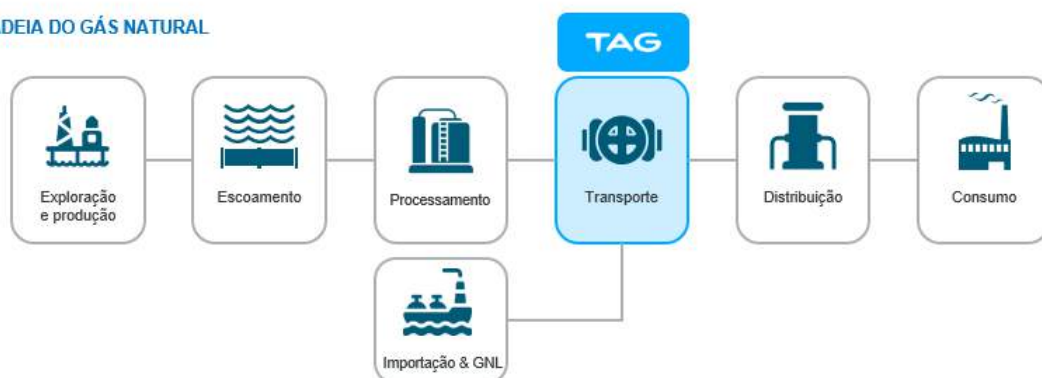 DEIA DO GÁS NATURAL
TAG
Exploração
e produção
Escoamento
Processamento
Transporte
Distribuição
Consumo
Importação & GNL